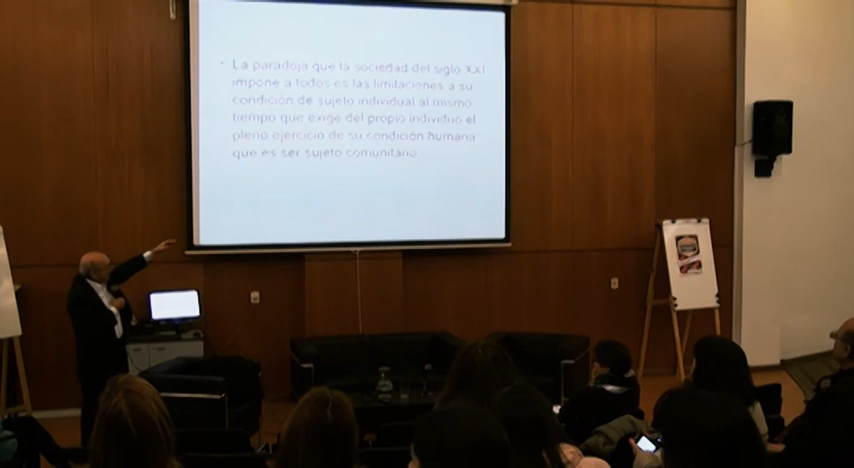 • La paradoja que la sociedad del siglo XXI
impone a todos es las limitaciones a su
condición de sujeto individual al mismo
tiempo que exige del propio individuo el
pleno ejercicio de su condición humana
que es ser sujeto comunitario